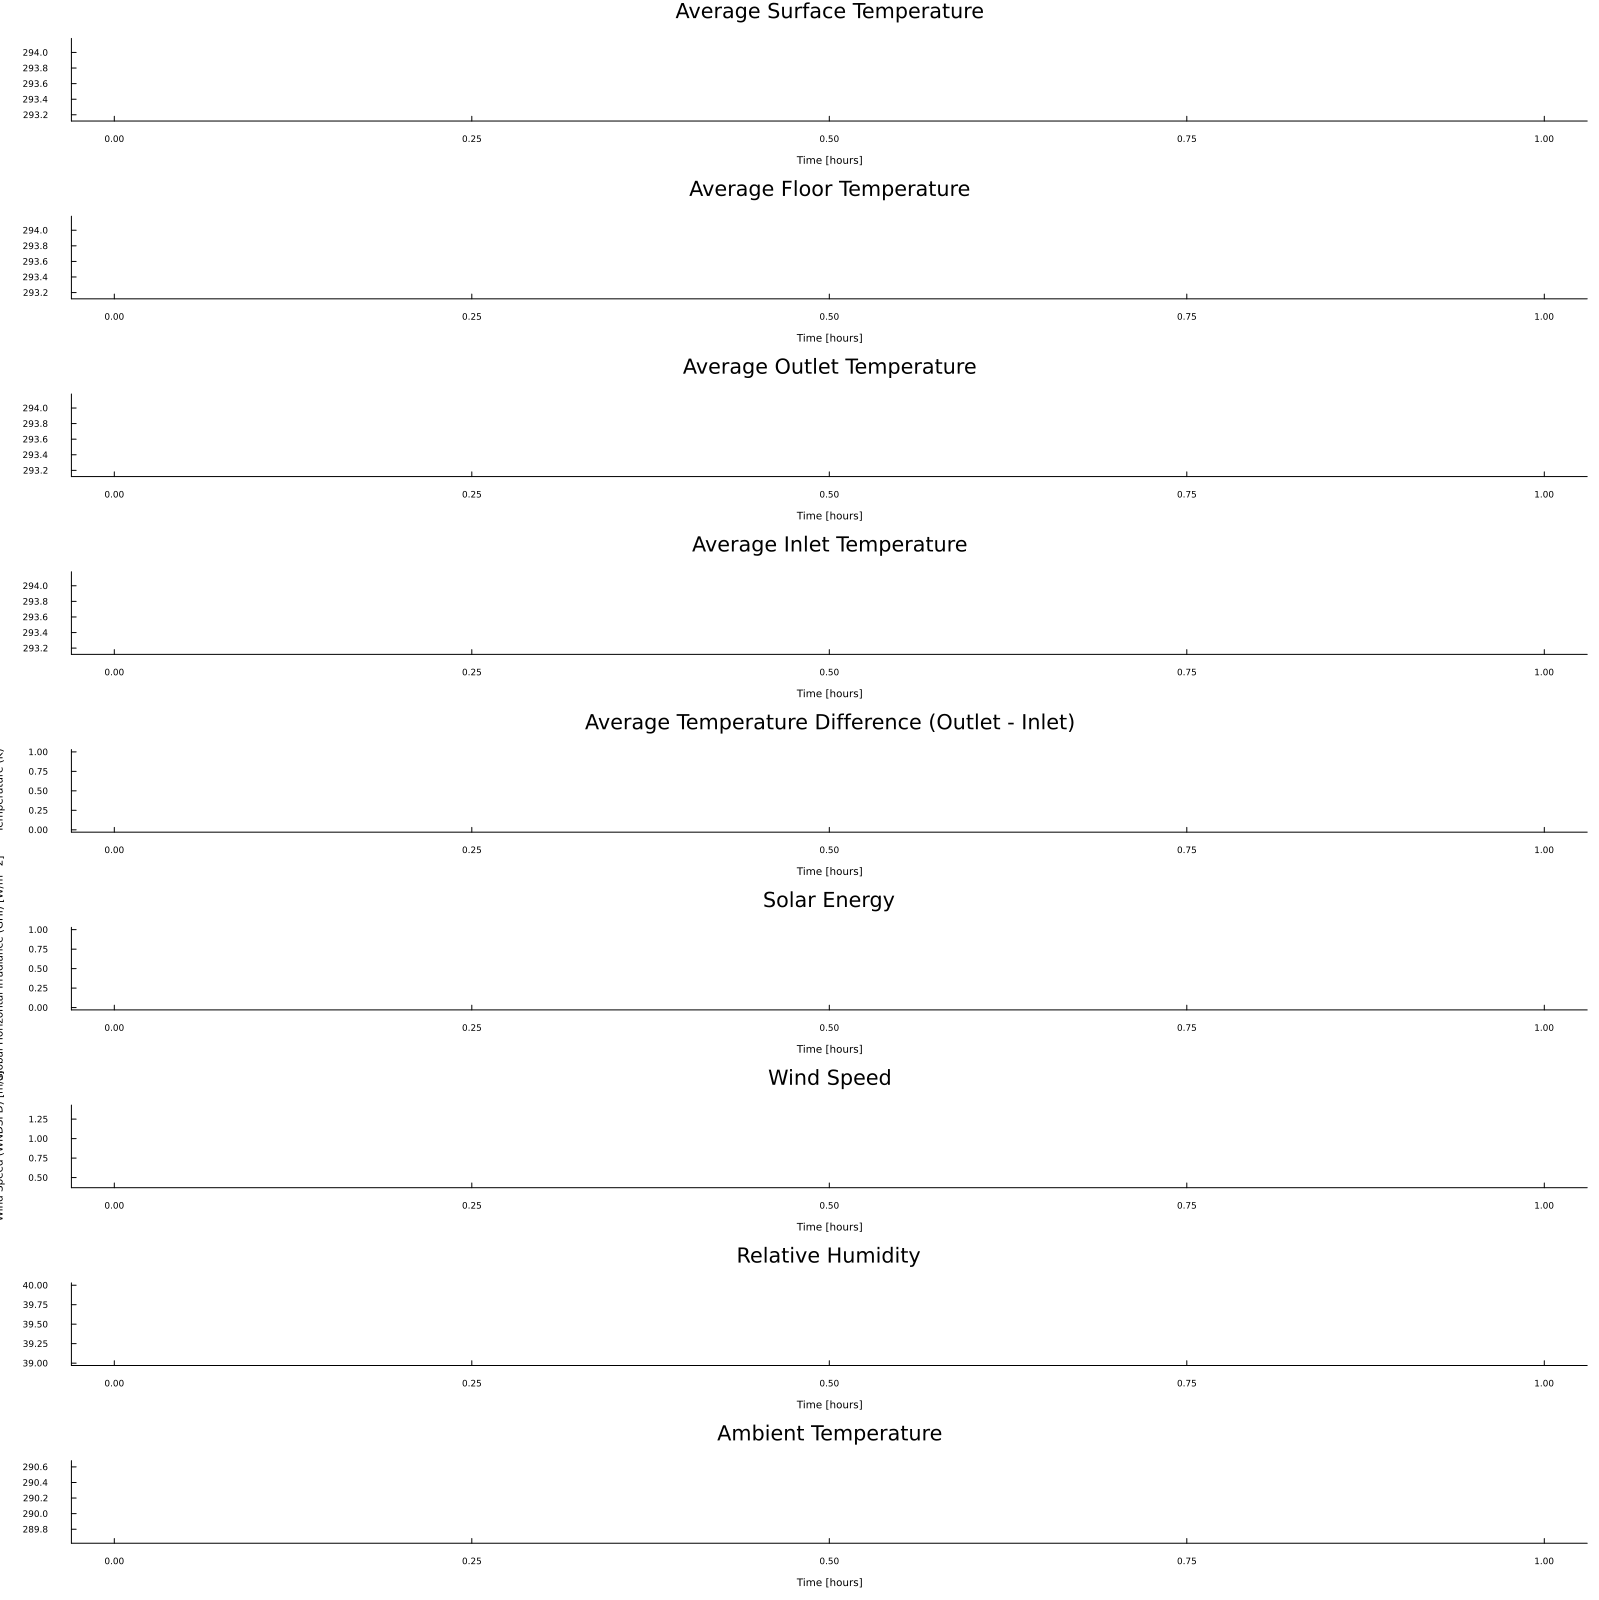 Average Surface Temperature
294.0
293.8
293.6
293.4
293.2
0.00 0.25 0.50 0.75 1.00
Time [hours]
Average Floor Temperature
294.0
293.8
293.6
293.4
293.2
0.00 0.25 0.50 0.75 1.00
Time [hours]
Average Outlet Temperature
294.0
293.8
293.6
293.4
293.2
0.00 0.25 0.50 0.75 1.00
Time [hours]
Average Inlet Temperature
294.0
293.8
293.6
293.4
293.2
0.00 0.25 0.50 0.75 1.00
Time [hours]
Average Temperature Difference (Outlet - Inlet)
1.00
0.75
0.50
0.25
0.00
0.00 0.25 0.50 0.75 1.00
Time [hours]
Solar Energy
1.00
0.75
0.50
0.25
0.00
0.00 0.25 0.50 0.75 1.00
Time [hours]
Wind Speed
1.25
1.00
0.75
0.50
0.00 0.25 0.50 0.75 1.00
Time [hours]
Relative Humidity
40.00
39.75
39.50
39.25
39.00
0.00 0.25 0.50 0.75 1.00
Time [hours]
Ambient Temperature
290.6
290.4
290.2
290.0
289.8
0.00 0.25 0.50 0.75 1.00
Time [hours]